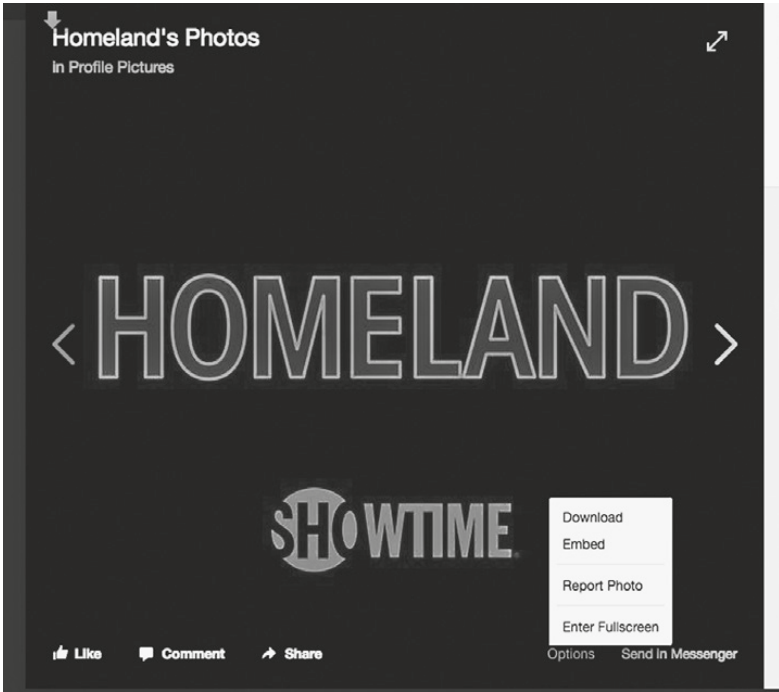 Homeland's Photos
in Profile Pictures
HOMELAND
SHOWTIME.
Download
Embed
Report Photo
Enter Fullscreen
Like Comment Share Options Send in Messenger